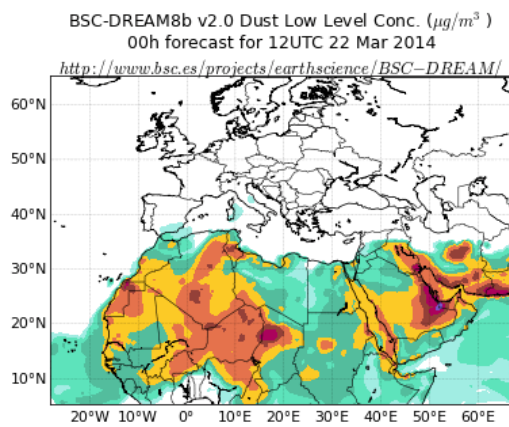 BSC-DREAM8b v2.0 Dust Low Level Conc. (μg/m³ )
00h forecast for 12UTC 22 Mar 2014
http://www.bsc.es/projects/earthscience/BSC−DREAM/
60°N
50°N
40°N
30°N
20°N
10°N
20°W 10°W 0° 10°E 20°E 30°E 40°E 50°E 60°E